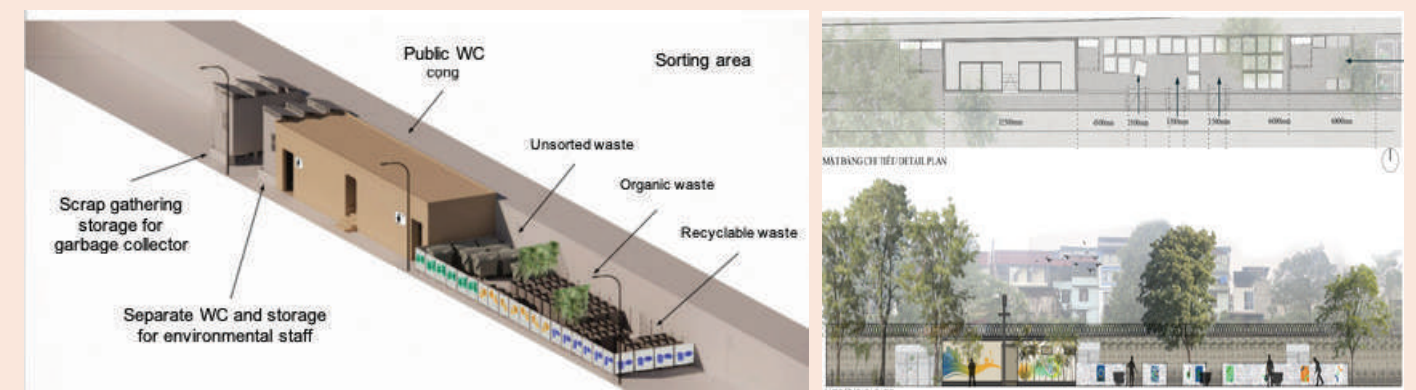 Public WC
cong
Sorting area
Unsorted waste
Organic waste
Recyclable waste
Scrap gathering
storage for
garbage collector
Separate WC and storage
for environmental staff
MẶT BẰNG CHI TIẾT/ DETAIL PLAN